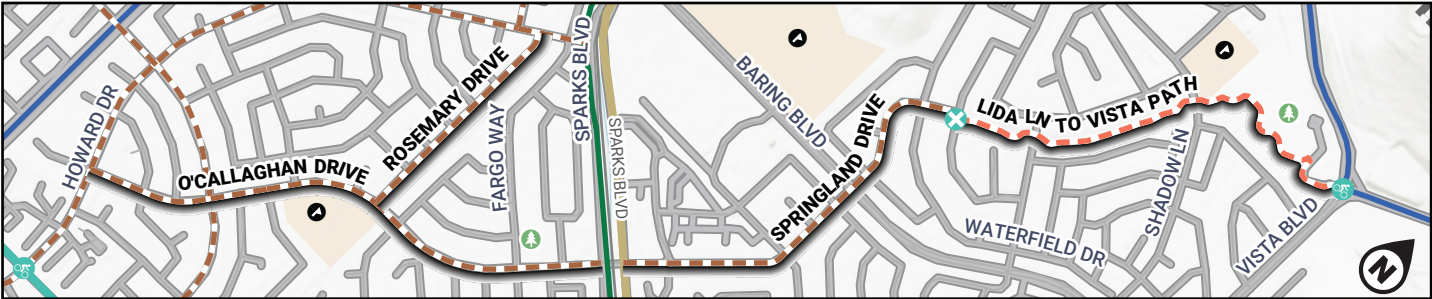 HOWARD DR
O'CALLAGHAN DRIVE
ROSEMARY DRIVE
FARGO WAY
SPARKS BLVD
SPARKS BLVD
BARING BLVD
SPRINGLAND DRIVE
LIDA LN TO VISTA PATH
WATERFIELD DR
SHADOW LN
VISTA BLVD
N